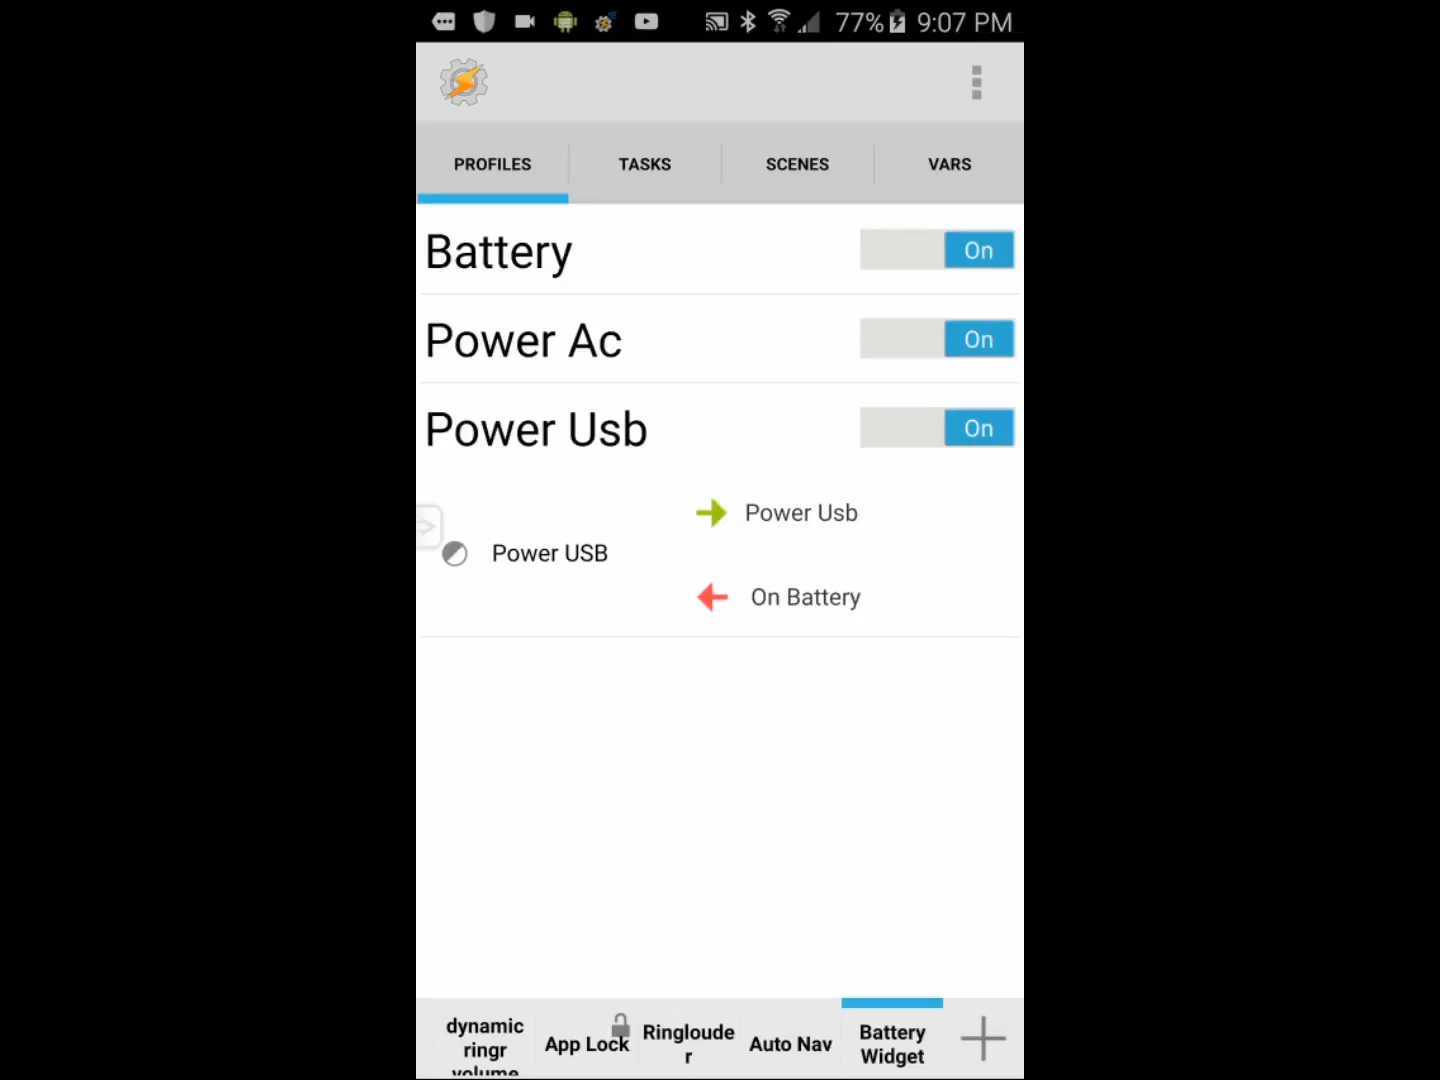 77% 9:07 PM
PROFILES TASKS SCENES VARS
Battery On
Power Ac On
Power Usb On
Power Usb
Power USB
On Battery
dynamic
ringr
volume
App Lock
Ringloude
r
Auto Nav
Battery
Widget